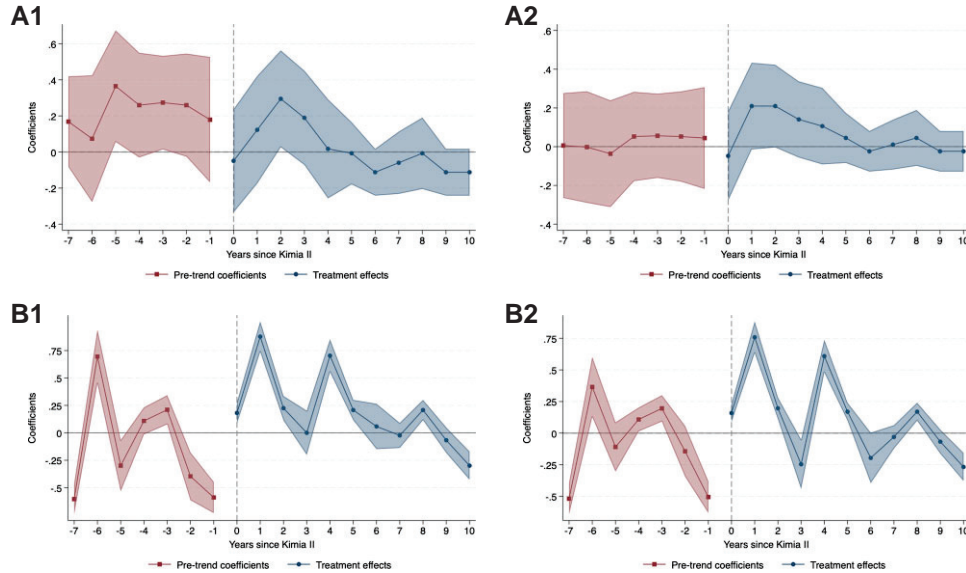 A1
.6
.4
.2
0
-.2
-.4
Coefficients
-7 -6 -5 -4 -3 -2 -1 0 1 2 3 4 5 6 7 8 9 10
Years since Kimia II
Pre-trend coefficients Treatment effects
A2
.6
.4
.2
0
-.2
-.4
Coefficients
-7 -6 -5 -4 -3 -2 -1 0 1 2 3 4 5 6 7 8 9 10
Years since Kimia II
Pre-trend coefficients Treatment effects
B1
.75
.5
.25
0
-.25
-.5
Coefficients
-7 -6 -5 -4 -3 -2 -1 0 1 2 3 4 5 6 7 8 9 10
Years since Kimia II
Pre-trend coefficients Treatment effects
B2
.75
.5
.25
0
-.25
-.5
Coefficients
-7 -6 -5 -4 -3 -2 -1 0 1 2 3 4 5 6 7 8 9 10
Years since Kimia II
Pre-trend coefficients Treatment effects